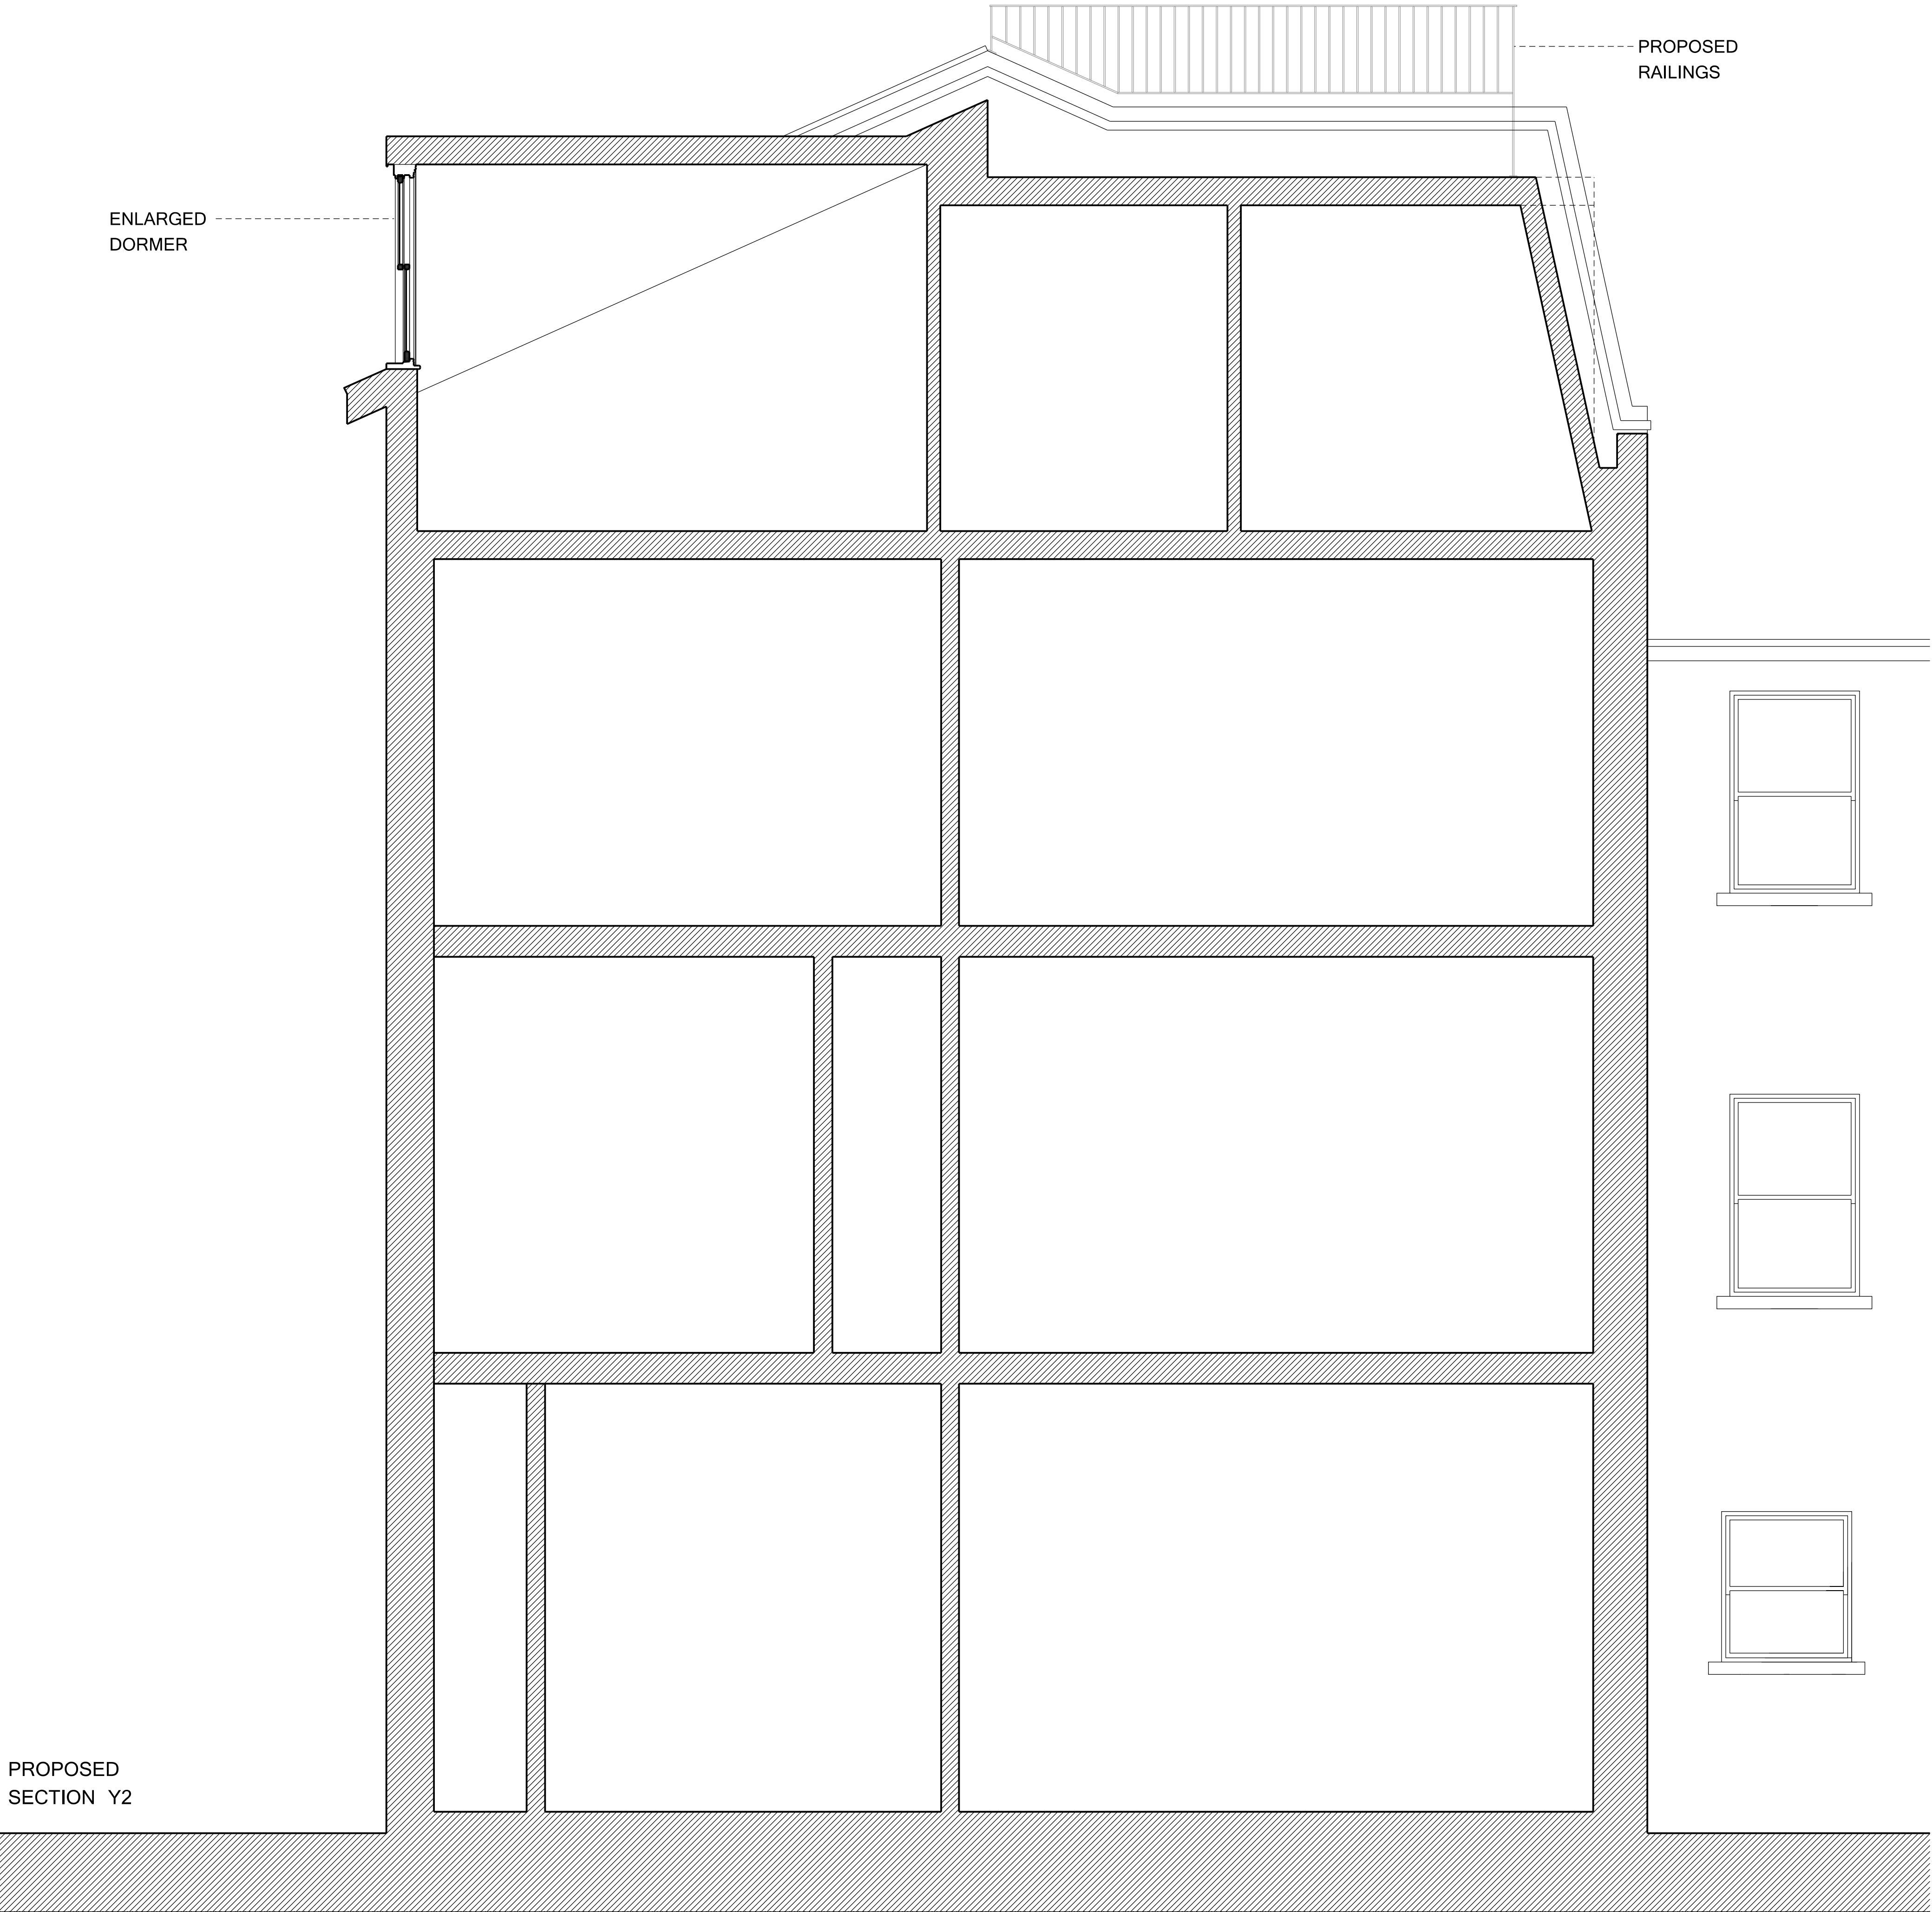 PROPOSED
RAILINGS
ENLARGED
DORMER
PROPOSED
SECTION Y2